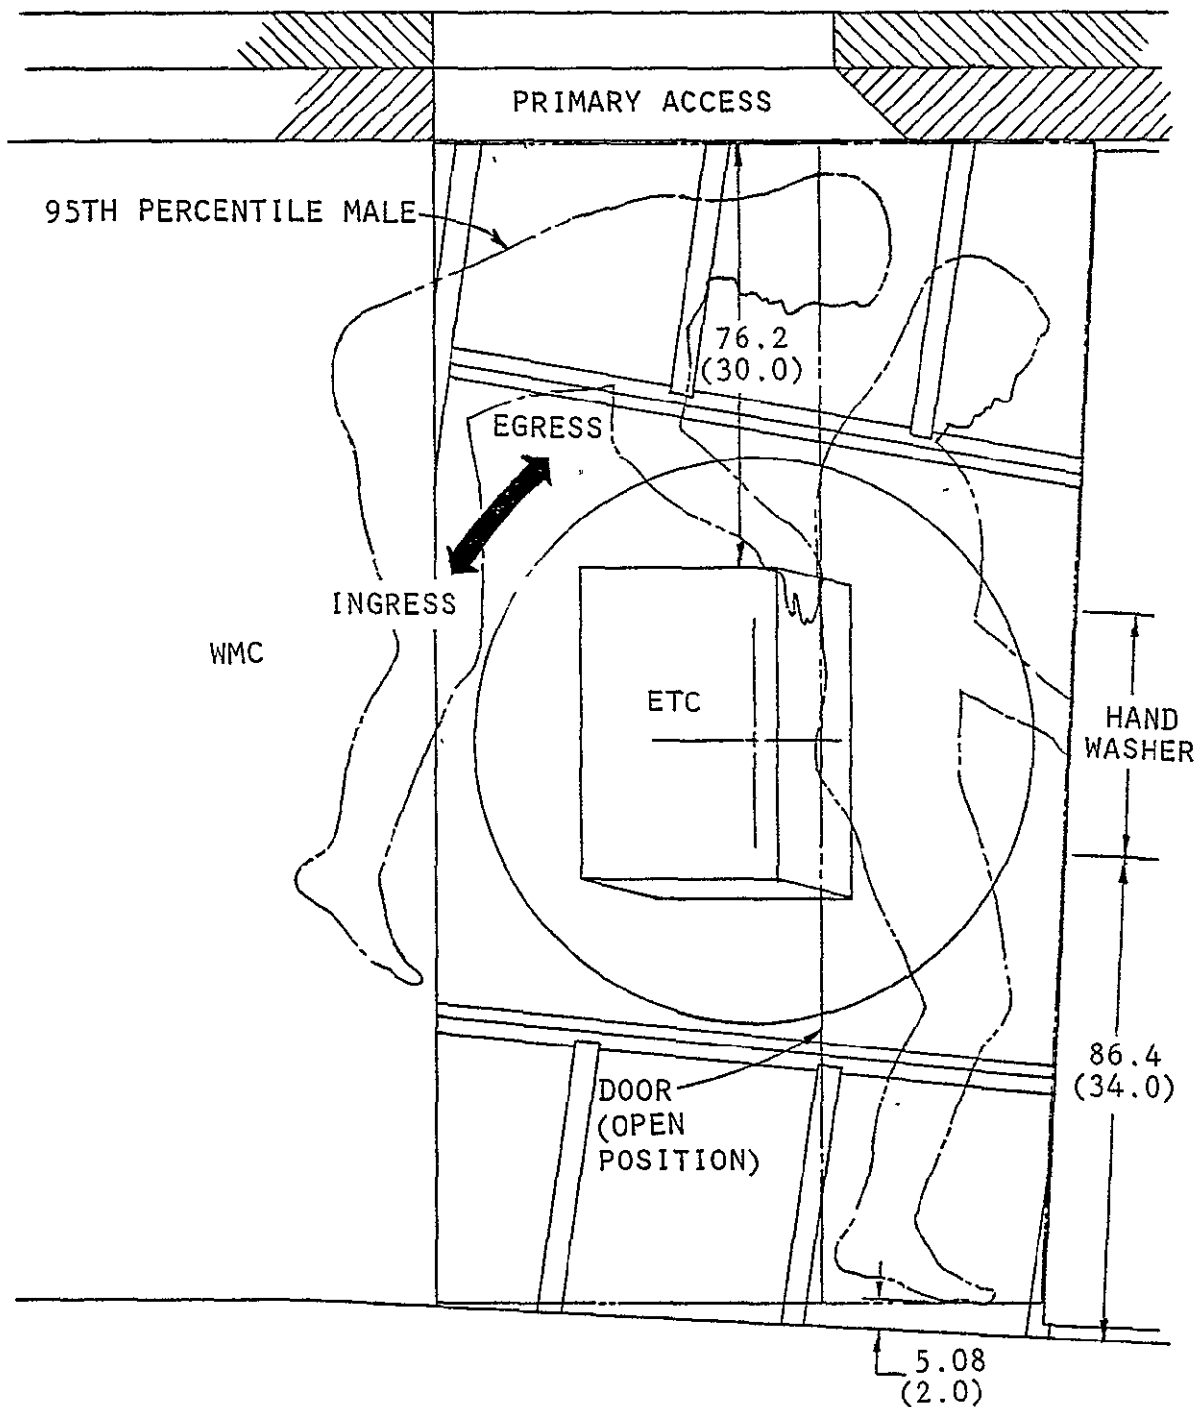 PRIMARY ACCESS
95TH PERCENTILE MALE
76.2
(30.0)
EGRESS
INGRESS
WMC
ETC
HAND
WASHER
86.4
(34.0)
DOOR
(OPEN
POSITION)
5.08
(2.0)